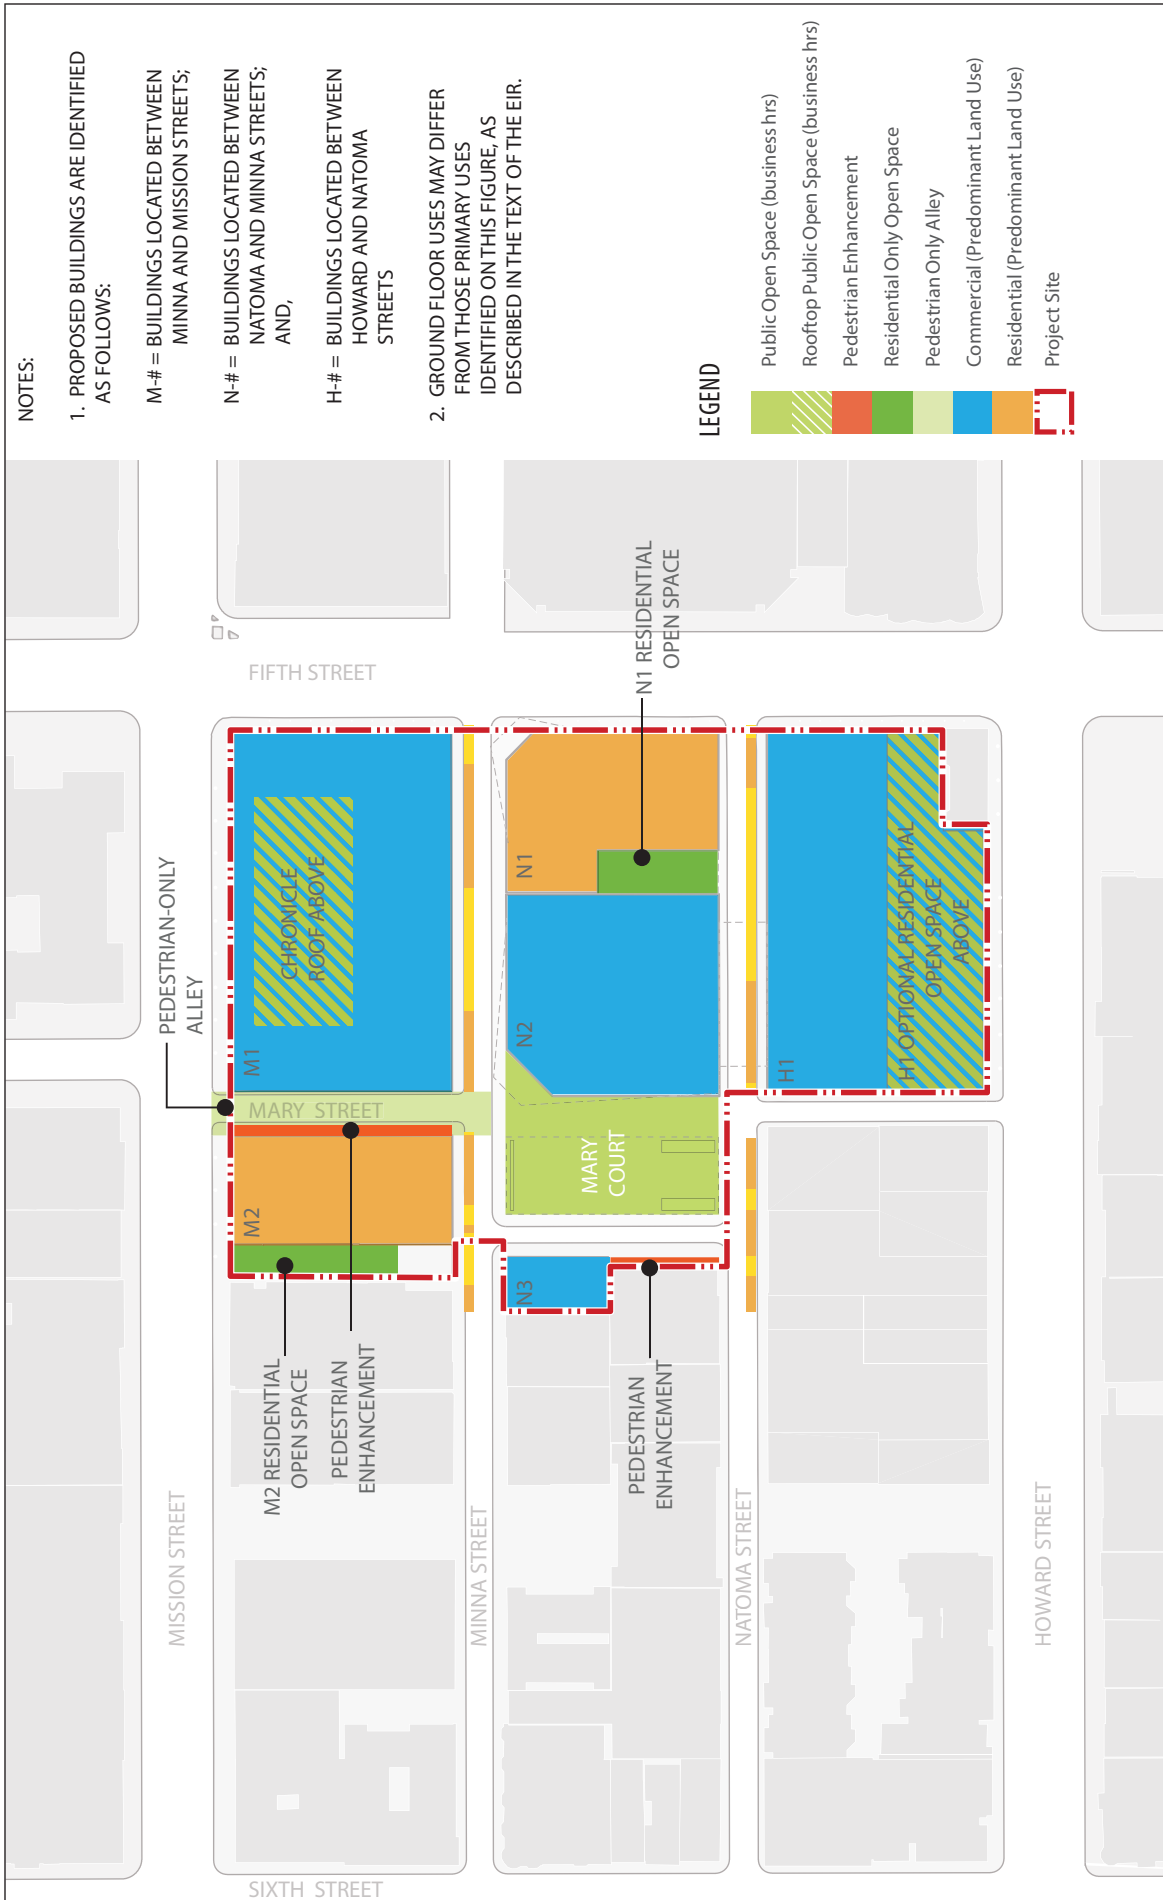 NOTES:
1. PROPOSED BUILDINGS ARE IDENTIFIED
AS FOLLOWS:
M-# = BUILDINGS LOCATED BETWEEN
MINNA AND MISSION STREETS;
N-# = BUILDINGS LOCATED BETWEEN
NATOMA AND MINNA STREETS;
AND,
H-# = BUILDINGS LOCATED BETWEEN
HOWARD AND NATOMA
STREETS
2. GROUND FLOOR USES MAY DIFFER
FROM THOSE PRIMARY USES
IDENTIFIED ON THIS FIGURE, AS
DESCRIBED IN THE TEXT OF THE EIR.
LEGEND
Public Open Space (business hrs)
Rooftop Public Open Space (business hrs)
Pedestrian Enhancement
Residential Only Open Space
Pedestrian Only Alley
Commercial (Predominant Land Use)
Residential (Predominant Land Use)
Project Site
SIXTH STREET
MISSION STREET
MINNA STREET
NATOMA STREET
HOWARD STREET
FIFTH STREET
MARY STREET
PEDESTRIAN-ONLY
ALLEY
M2 RESIDENTIAL
OPEN SPACE
PEDESTRIAN
ENHANCEMENT
PEDESTRIAN
ENHANCEMENT
M2
M1
CHRONICLE
ROOF ABOVE
N3
MARY
COURT
N2
N1
N1 RESIDENTIAL
OPEN SPACE
H1
H1 OPTIONAL RESIDENTIAL
OPEN SPACE
ABOVE